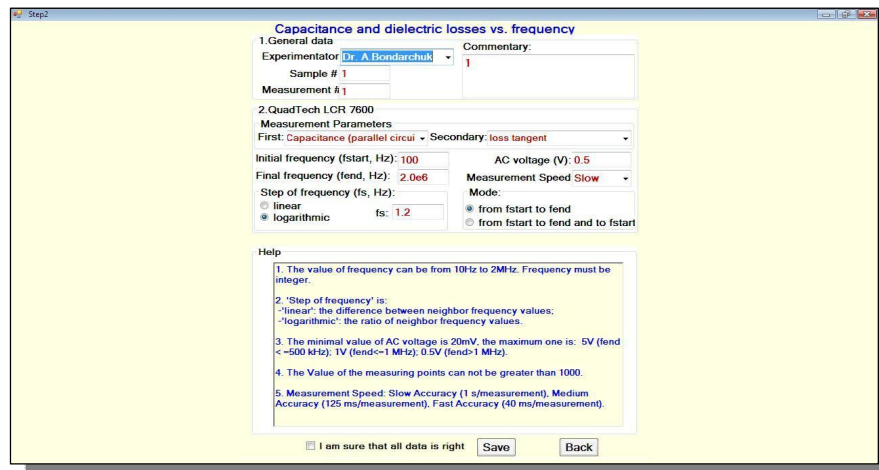 Step2
Capacitance and dielectric losses vs. frequency
1.General data
Experimentator Dr. A.Bondarchuk
Sample # 1
Measurement # 1
Commentary:
1
2.QuadTech LCR 7600
Measurement Parameters
First: Capacitance (parallel circui Secondary: loss tangent
Initial frequency (fstart, Hz): 100 AC voltage (V): 0.5
Final frequency (fend, Hz): 2.0e6 Measurement Speed Slow
Step of frequency (fs, Hz):
linear
logarithmic
fs: 1.2
Mode:
from fstart to fend
from fstart to fend and to fstart
Help
1. The value of frequency can be from 10Hz to 2MHz. Frequency must be
integer.
2. 'Step of frequency' is:
-'linear': the difference between neighbor frequency values;
-'logarithmic': the ratio of neighbor frequency values.
3. The minimal value of AC voltage is 20mV, the maximum one is: 5V (fend
<=500 kHz); 1V (fend<=1 MHz); 0.5V (fend>1 MHz).
4. The Value of the measuring points can not be greater than 1000.
5. Measurement Speed: Slow Accuracy (1 s/measurement), Medium
Accuracy (125 ms/measurement), Fast Accuracy (40 ms/measurement).
I am sure that all data is right Save Back